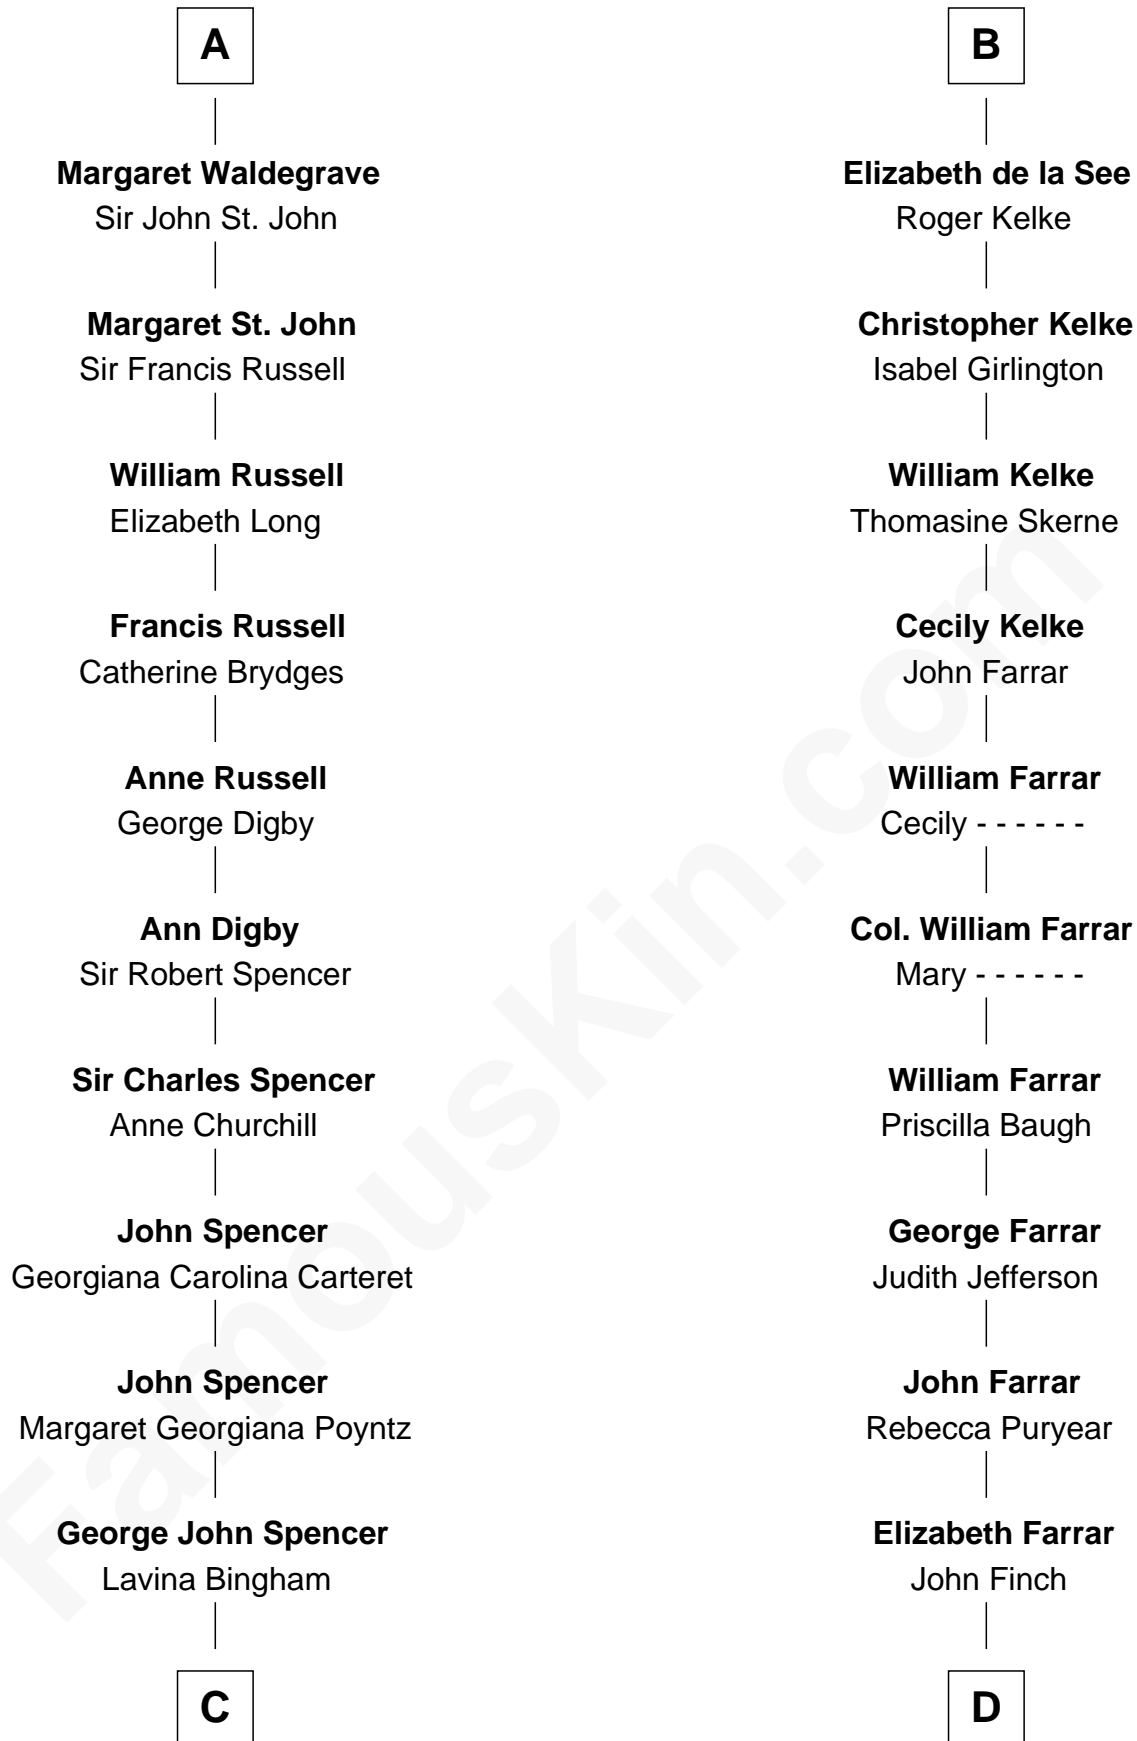 A
Margaret Waldegrave
Sir John St. John
Margaret St. John
Sir Francis Russell
William Russell
Elizabeth Long
Francis Russell
Catherine Brydges
Anne Russell
George Digby
Ann Digby
Sir Robert Spencer
Sir Charles Spencer
Anne Churchill
John Spencer
Georgiana Carolina Carteret
John Spencer
Margaret Georgiana Poyntz
George John Spencer
Lavina Bingham
C
B
Elizabeth de la See
Roger Kelke
Christopher Kelke
Isabel Girlington
William Kelke
Thomasine Skerne
Cecily Kelke
John Farrar
William Farrar
Cecily - - - - - -
Col. William Farrar
Mary - - - - - -
William Farrar
Priscilla Baugh
George Farrar
Judith Jefferson
John Farrar
Rebecca Puryear
Elizabeth Farrar
John Finch
D
FamousKin.com